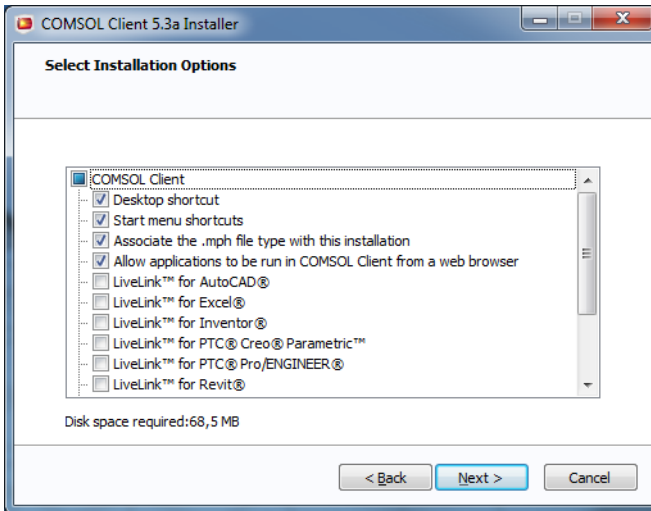 COMSOL Client 5.3a Installer
Select Installation Options
COMSOL Client
Desktop shortcut
Start menu shortcuts
Associate the .mph file type with this installation
Allow applications to be run in COMSOL Client from a web browser
LiveLink™ for AutoCAD®
LiveLink™ for Excel®
LiveLink™ for Inventor®
LiveLink™ for PTC® Creo® Parametric™
LiveLink™ for PTC® Pro/ENGINEER®
LiveLink™ for Revit®
Disk space required:68,5 MB
< Back Next > Cancel